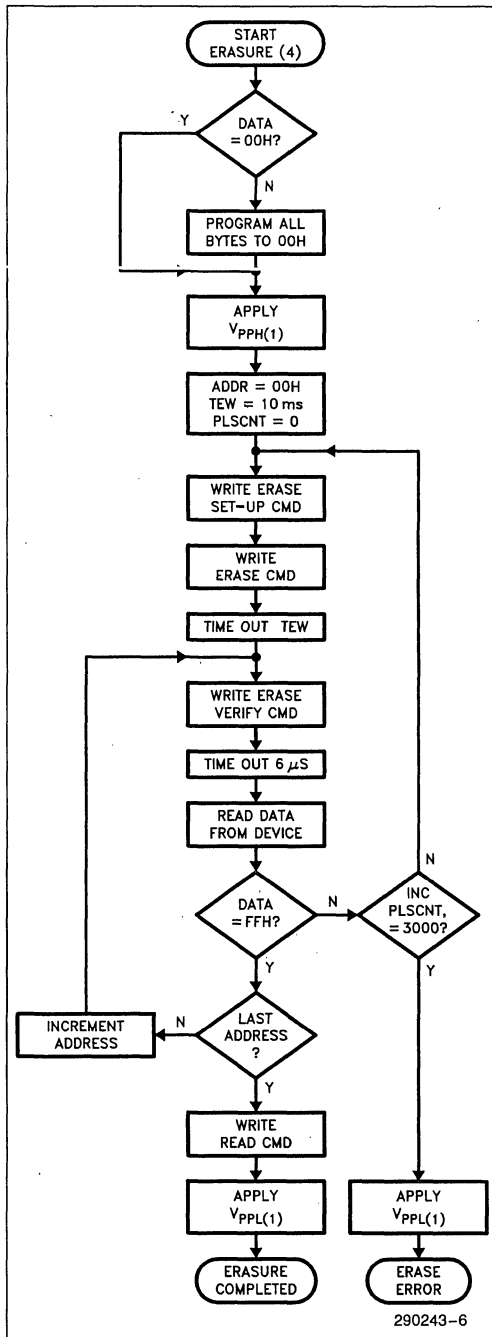 START
ERASURE (4)
Y
DATA
=00H?
N
PROGRAM ALL
BYTES TO 00H
APPLY
VPPH(1)
ADDR = 00H
TEW = 10 ms
PLSCNT = 0
WRITE ERASE
SET-UP CMD
WRITE
ERASE CMD
TIME OUT TEW
WRITE ERASE
VERIFY CMD
TIME OUT 6 μS
READ DATA
FROM DEVICE
N
DATA
=FFH?
N
INC
PLSCNT,
=3000?
Y
Y
INCREMENT
ADDRESS
N
LAST
ADDRESS
?
Y
WRITE
READ CMD
APPLY
VPPL(1)
APPLY
VPPL(1)
ERASURE
COMPLETED
ERASE
ERROR
290243-6